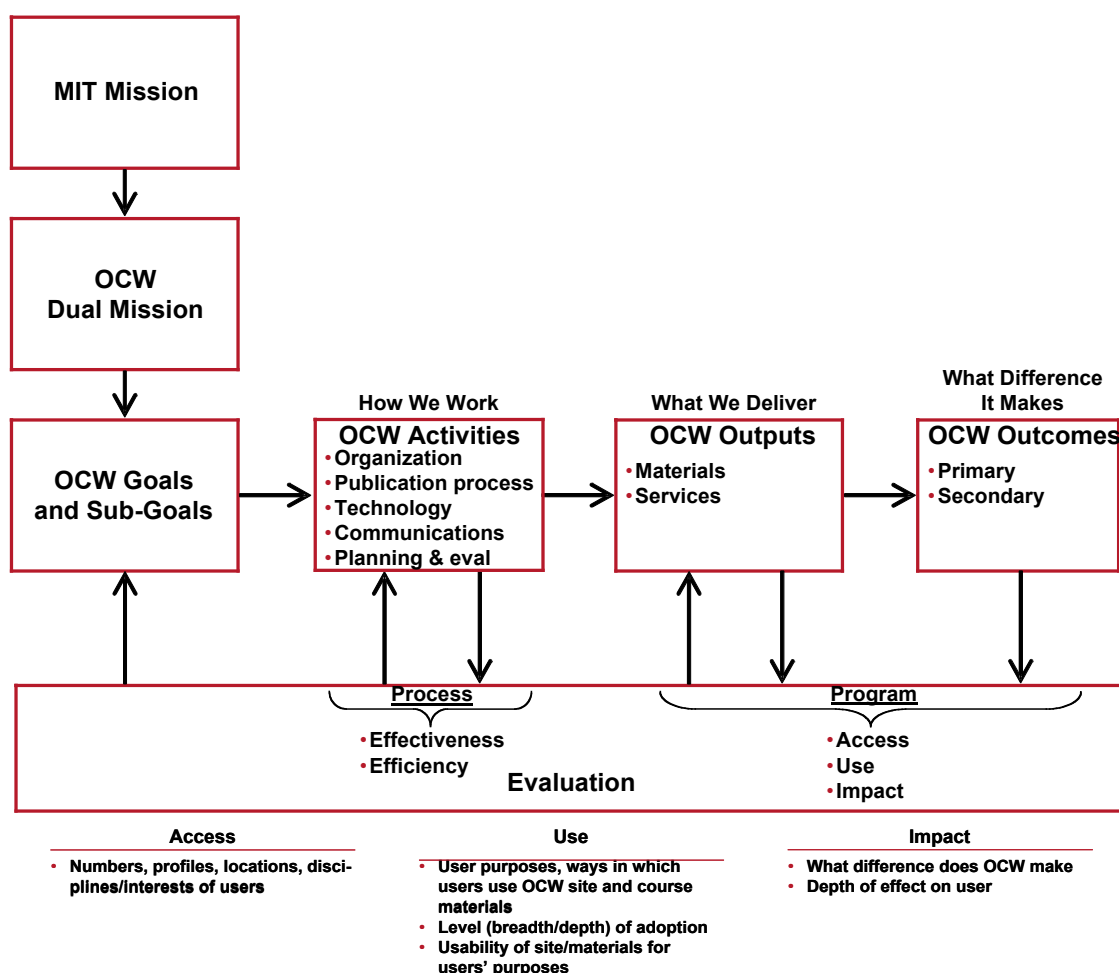 MIT Mission
OCW
Dual Mission
OCW Goals
and Sub-Goals
How We Work
OCW Activities
•Organization
•Publication process
•Technology
•Communications
•Planning & eval
What We Deliver
OCW Outputs
•Materials
•Services
What Difference
It Makes
OCW Outcomes
•Primary
•Secondary
Process
•Effectiveness
•Efficiency
Program
•Access
•Use
•Impact
Evaluation
Access
• Numbers, profiles, locations, disci-
plines/interests of users
Use
• User purposes, ways in which
users use OCW site and course
materials
• Level (breadth/depth) of adoption
• Usability of site/materials for
users’ purposes
Impact
• What difference does OCW make
• Depth of effect on user